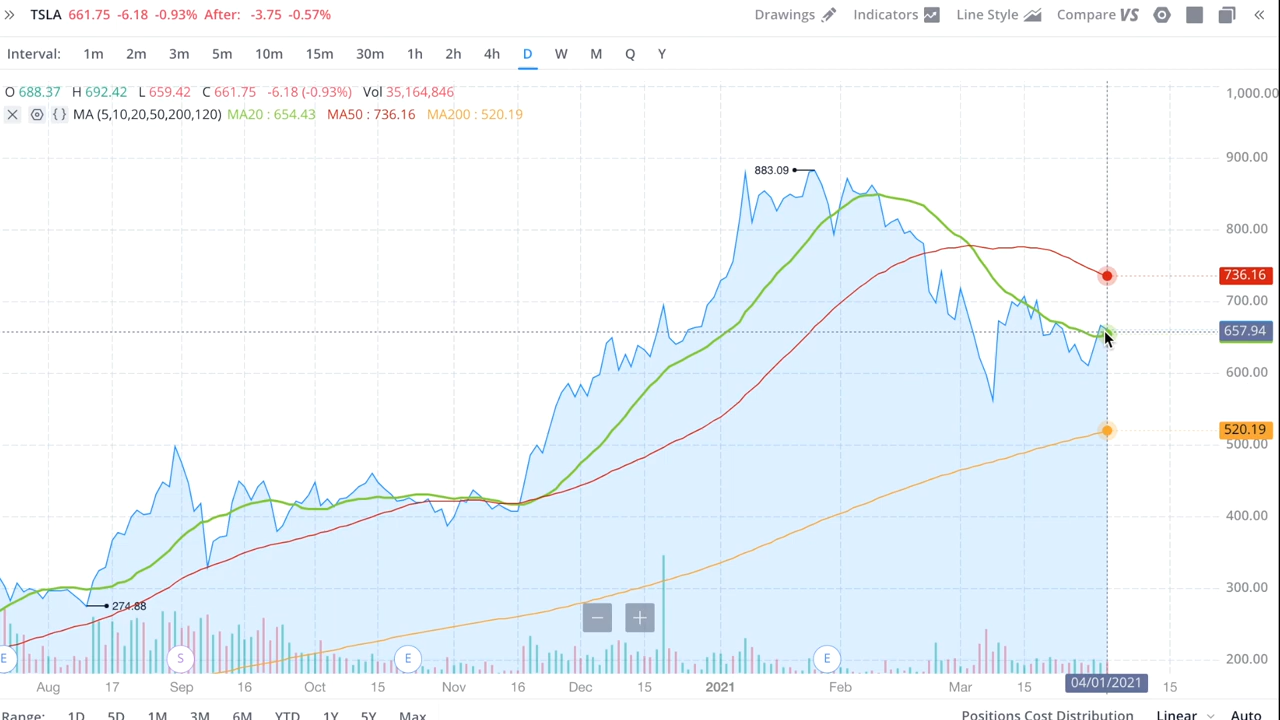 TSLA 661.75 -6.18 -0.93% After: -3.75 -0.57% Drawings Indicators Line Style Compare VS
Interval: 1m 2m 3m 5m 10m 15m 30m 1h 2h 4h D W M Q Y
O 688.37 H 692.42 L 659.42 C 661.75 -6.18 (-0.93%) Vol 35,164,846
MA (5,10,20,50,200,120) MA20 : 654.43 MA50 : 736.16 MA200 : 520.19
1,000.00
900.00
883.09
800.00
736.16
700.00
657.94
600.00
520.19
500.00
400.00
300.00
274.88
200.00
E S E E
Aug 17 Sep 16 Oct 15 Nov 16 Dec 15 2021 Feb Mar 15 04/01/2021 15
Range: 1D 5D 1M 3M 6M YTD 1Y 5Y Max Positions Cost Distribution Linear Auto